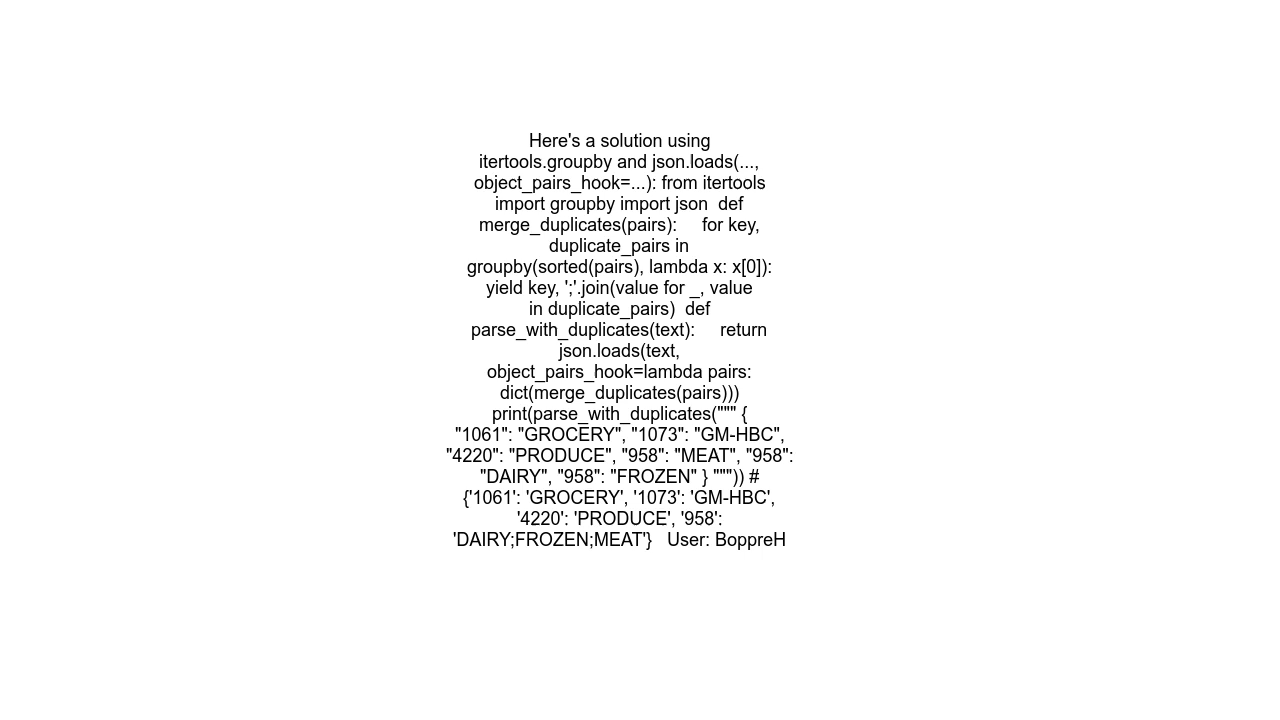 Here's a solution using
itertools.groupby and json.loads(...,
object_pairs_hook=...): from itertools
import groupby import json  def
merge_duplicates(pairs):     for key,
duplicate_pairs in
groupby(sorted(pairs), lambda x: x[0]):
yield key, ';'.join(value for _, value
in duplicate_pairs)  def
parse_with_duplicates(text):     return
json.loads(text,
object_pairs_hook=lambda pairs:
dict(merge_duplicates(pairs)))
print(parse_with_duplicates(""" {
"1061": "GROCERY", "1073": "GM-HBC",
"4220": "PRODUCE", "958": "MEAT", "958":
"DAIRY", "958": "FROZEN" } """)) #
{'1061': 'GROCERY', '1073': 'GM-HBC',
'4220': 'PRODUCE', '958':
'DAIRY;FROZEN;MEAT'}   User: BoppreH